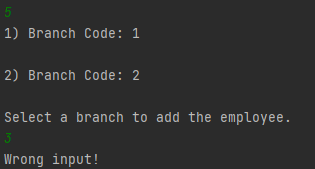 5
1) Branch Code: 1
2) Branch Code: 2
Select a branch to add the employee.
3
Wrong input!